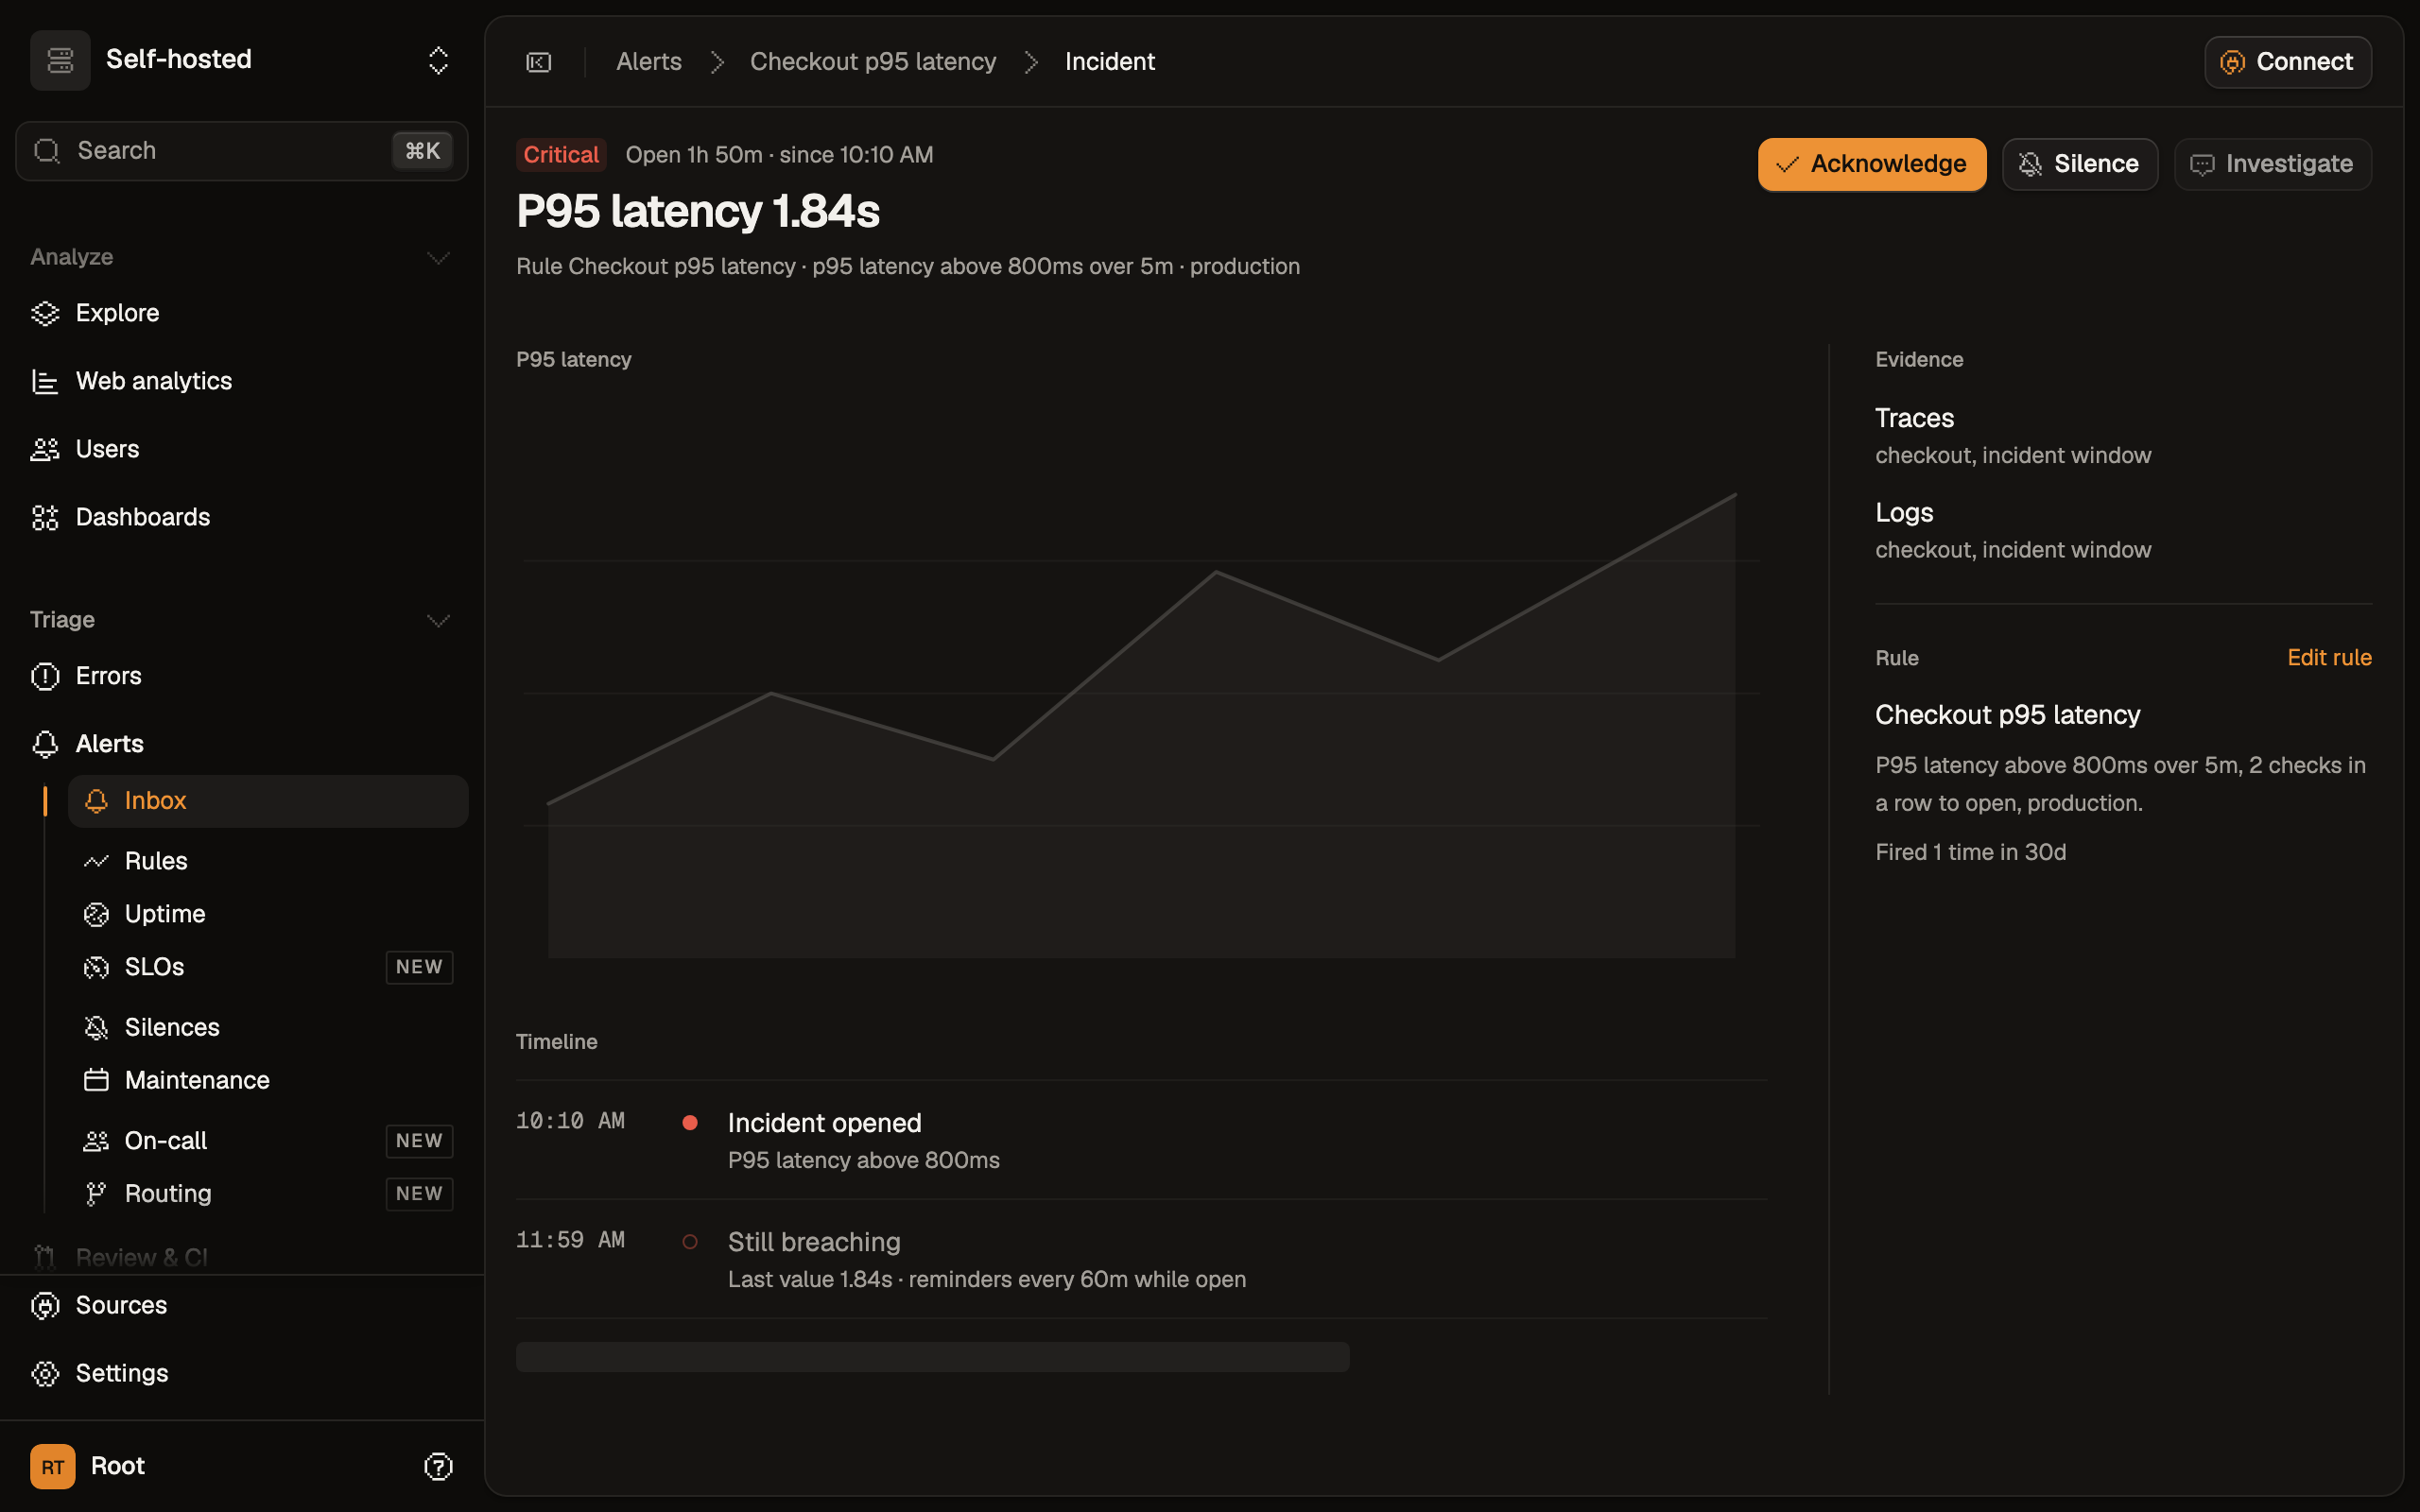 Self-hosted
Search
⌘K
Analyze
Explore
Web analytics
Users
Dashboards
Triage
Errors
Alerts
Inbox
Rules
Uptime
SLOs NEW
Silences
Maintenance
On-call NEW
Routing NEW
Review & CI
Sources
Settings
RT Root
Alerts Checkout p95 latency Incident
Connect
Critical Open 1h 50m · since 10:10 AM
Acknowledge Silence Investigate
P95 latency 1.84s
Rule Checkout p95 latency · p95 latency above 800ms over 5m · production
P95 latency
Timeline
10:10 AM Incident opened
P95 latency above 800ms
11:59 AM Still breaching
Last value 1.84s · reminders every 60m while open
Evidence
Traces
checkout, incident window
Logs
checkout, incident window
Rule Edit rule
Checkout p95 latency
P95 latency above 800ms over 5m, 2 checks in
a row to open, production.
Fired 1 time in 30d